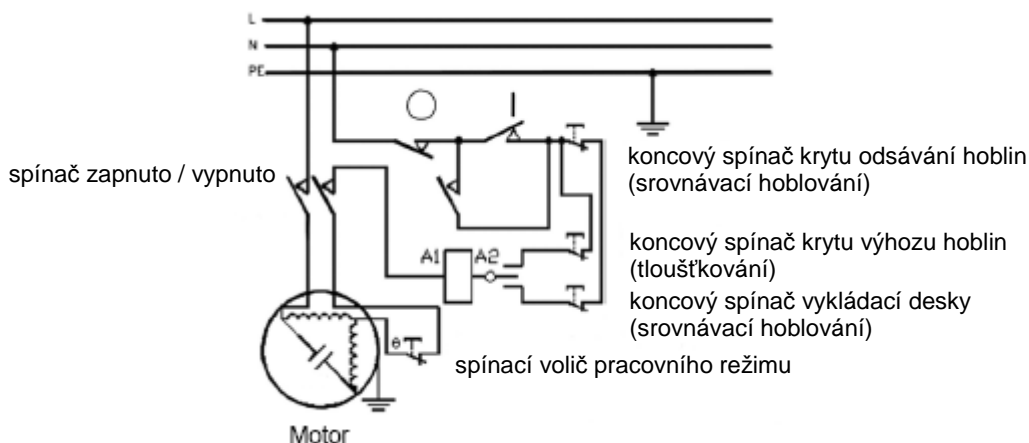 L
N
PE
I
koncový spínač krytu odsávání hoblin
(srovnávací hoblování)
spínač zapnuto / vypnuto
koncový spínač krytu výhozu hoblin
(tloušťkování)
A1 A2
koncový spínač vykládací desky
(srovnávací hoblování)
θ
spínací volič pracovního režimu
Motor